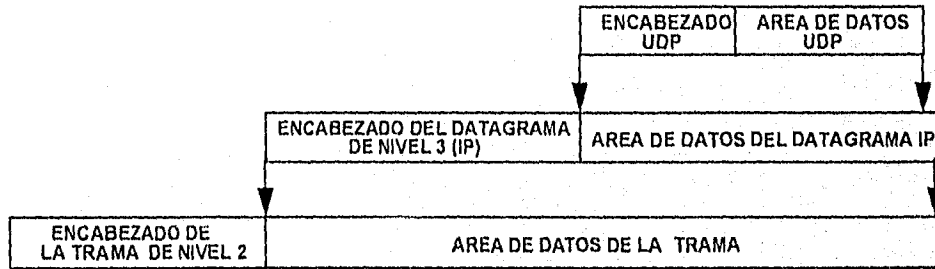 ENCABEZADO
UDP
AREA DE DATOS
UDP
ENCABEZADO DEL DATAGRAMA
DE NIVEL 3 (IP)
AREA DE DATOS DEL DATAGRAMA IP
ENCABEZADO DE
LA TRAMA DE NIVEL 2
AREA DE DATOS DE LA TRAMA